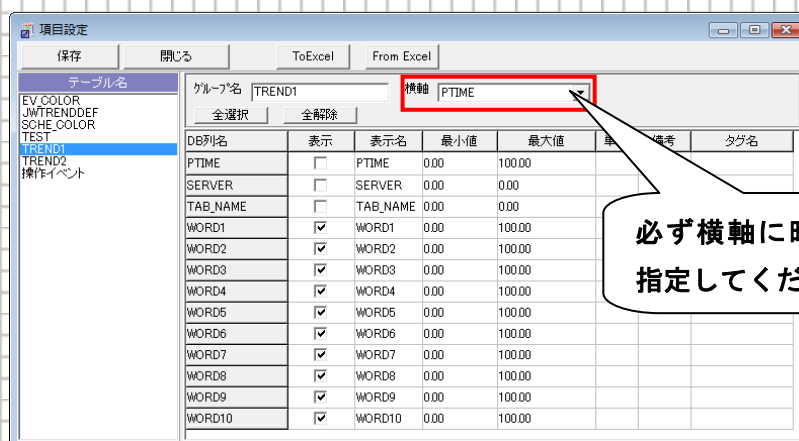 項目設定
保存 閉じる ToExcel From Excel
テーブル名
EV_COLOR
JWTRENDDEF
SCHE_COLOR
TEST
TREND1
TREND2
操作イベント
グループ名 TREND1 横軸 PTIME
全選択 全解除
DB列名 表示 表示名 最小値 最大値 備考 タグ名
PTIME PTIME 0.00 100.00
SERVER SERVER 0.00 0.00
TAB_NAME TAB_NAME 0.00 0.00
WORD1 WORD1 0.00 100.00
WORD2 WORD2 0.00 100.00
WORD3 WORD3 0.00 100.00
WORD4 WORD4 0.00 100.00
WORD5 WORD5 0.00 100.00
WORD6 WORD6 0.00 100.00
WORD7 WORD7 0.00 100.00
WORD8 WORD8 0.00 100.00
WORD9 WORD9 0.00 100.00
WORD10 WORD10 0.00 100.00
必ず横軸に
指定してくだ